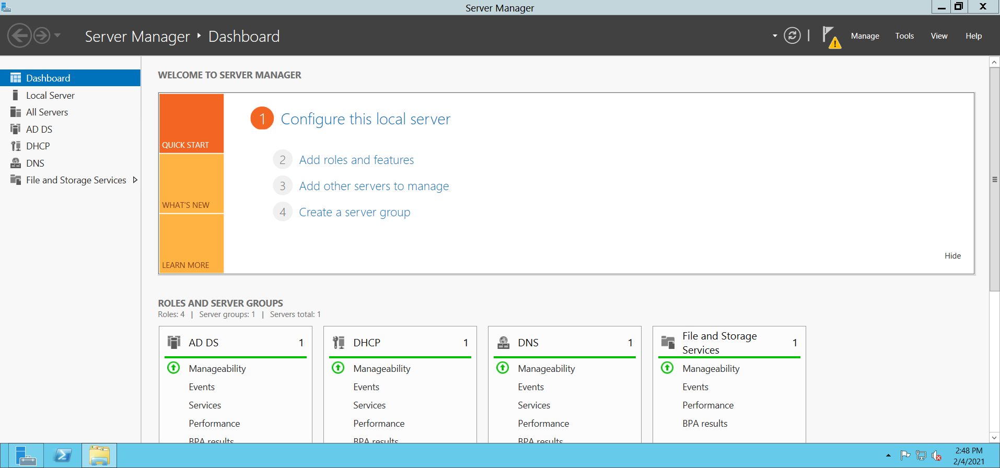 Server Manager
Server Manager ‣ Dashboard
Manage Tools View Help
Dashboard
Local Server
All Servers
AD DS
DHCP
DNS
File and Storage Services
WELCOME TO SERVER MANAGER
QUICK START
WHAT'S NEW
LEARN MORE
1 Configure this local server
2 Add roles and features
3 Add other servers to manage
4 Create a server group
Hide
ROLES AND SERVER GROUPS
Roles: 4 | Server groups: 1 | Servers total: 1
AD DS 1
Manageability
Events
Services
Performance
BPA results
DHCP 1
Manageability
Events
Services
Performance
BPA results
DNS 1
Manageability
Events
Services
Performance
BPA results
File and Storage
Services 1
Manageability
Events
Performance
BPA results
2:48 PM
2/4/2021